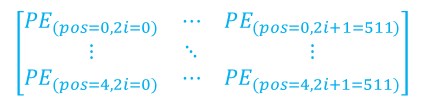 PE(pos=0,2i=0) ⋯ PE(pos=0,2i+1=511)
⋮ ⋱ ⋮
PE(pos=4,2i=0) ⋯ PE(pos=4,2i+1=511)